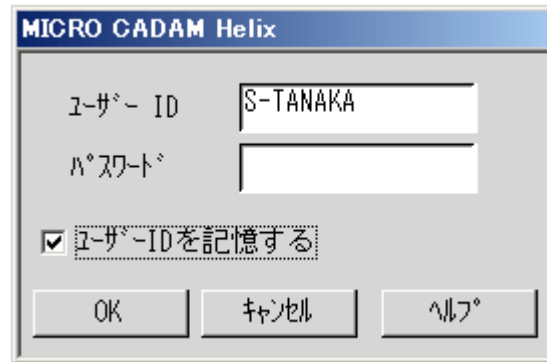 MICRO CADAM Helix
ﾕｰｻﾞｰ ID S-TANAKA
ﾊﾟｽﾜｰﾄﾞ
ﾕｰｻﾞｰIDを記憶する
OK ｷｬﾝｾﾙ ﾍﾙﾌﾟ